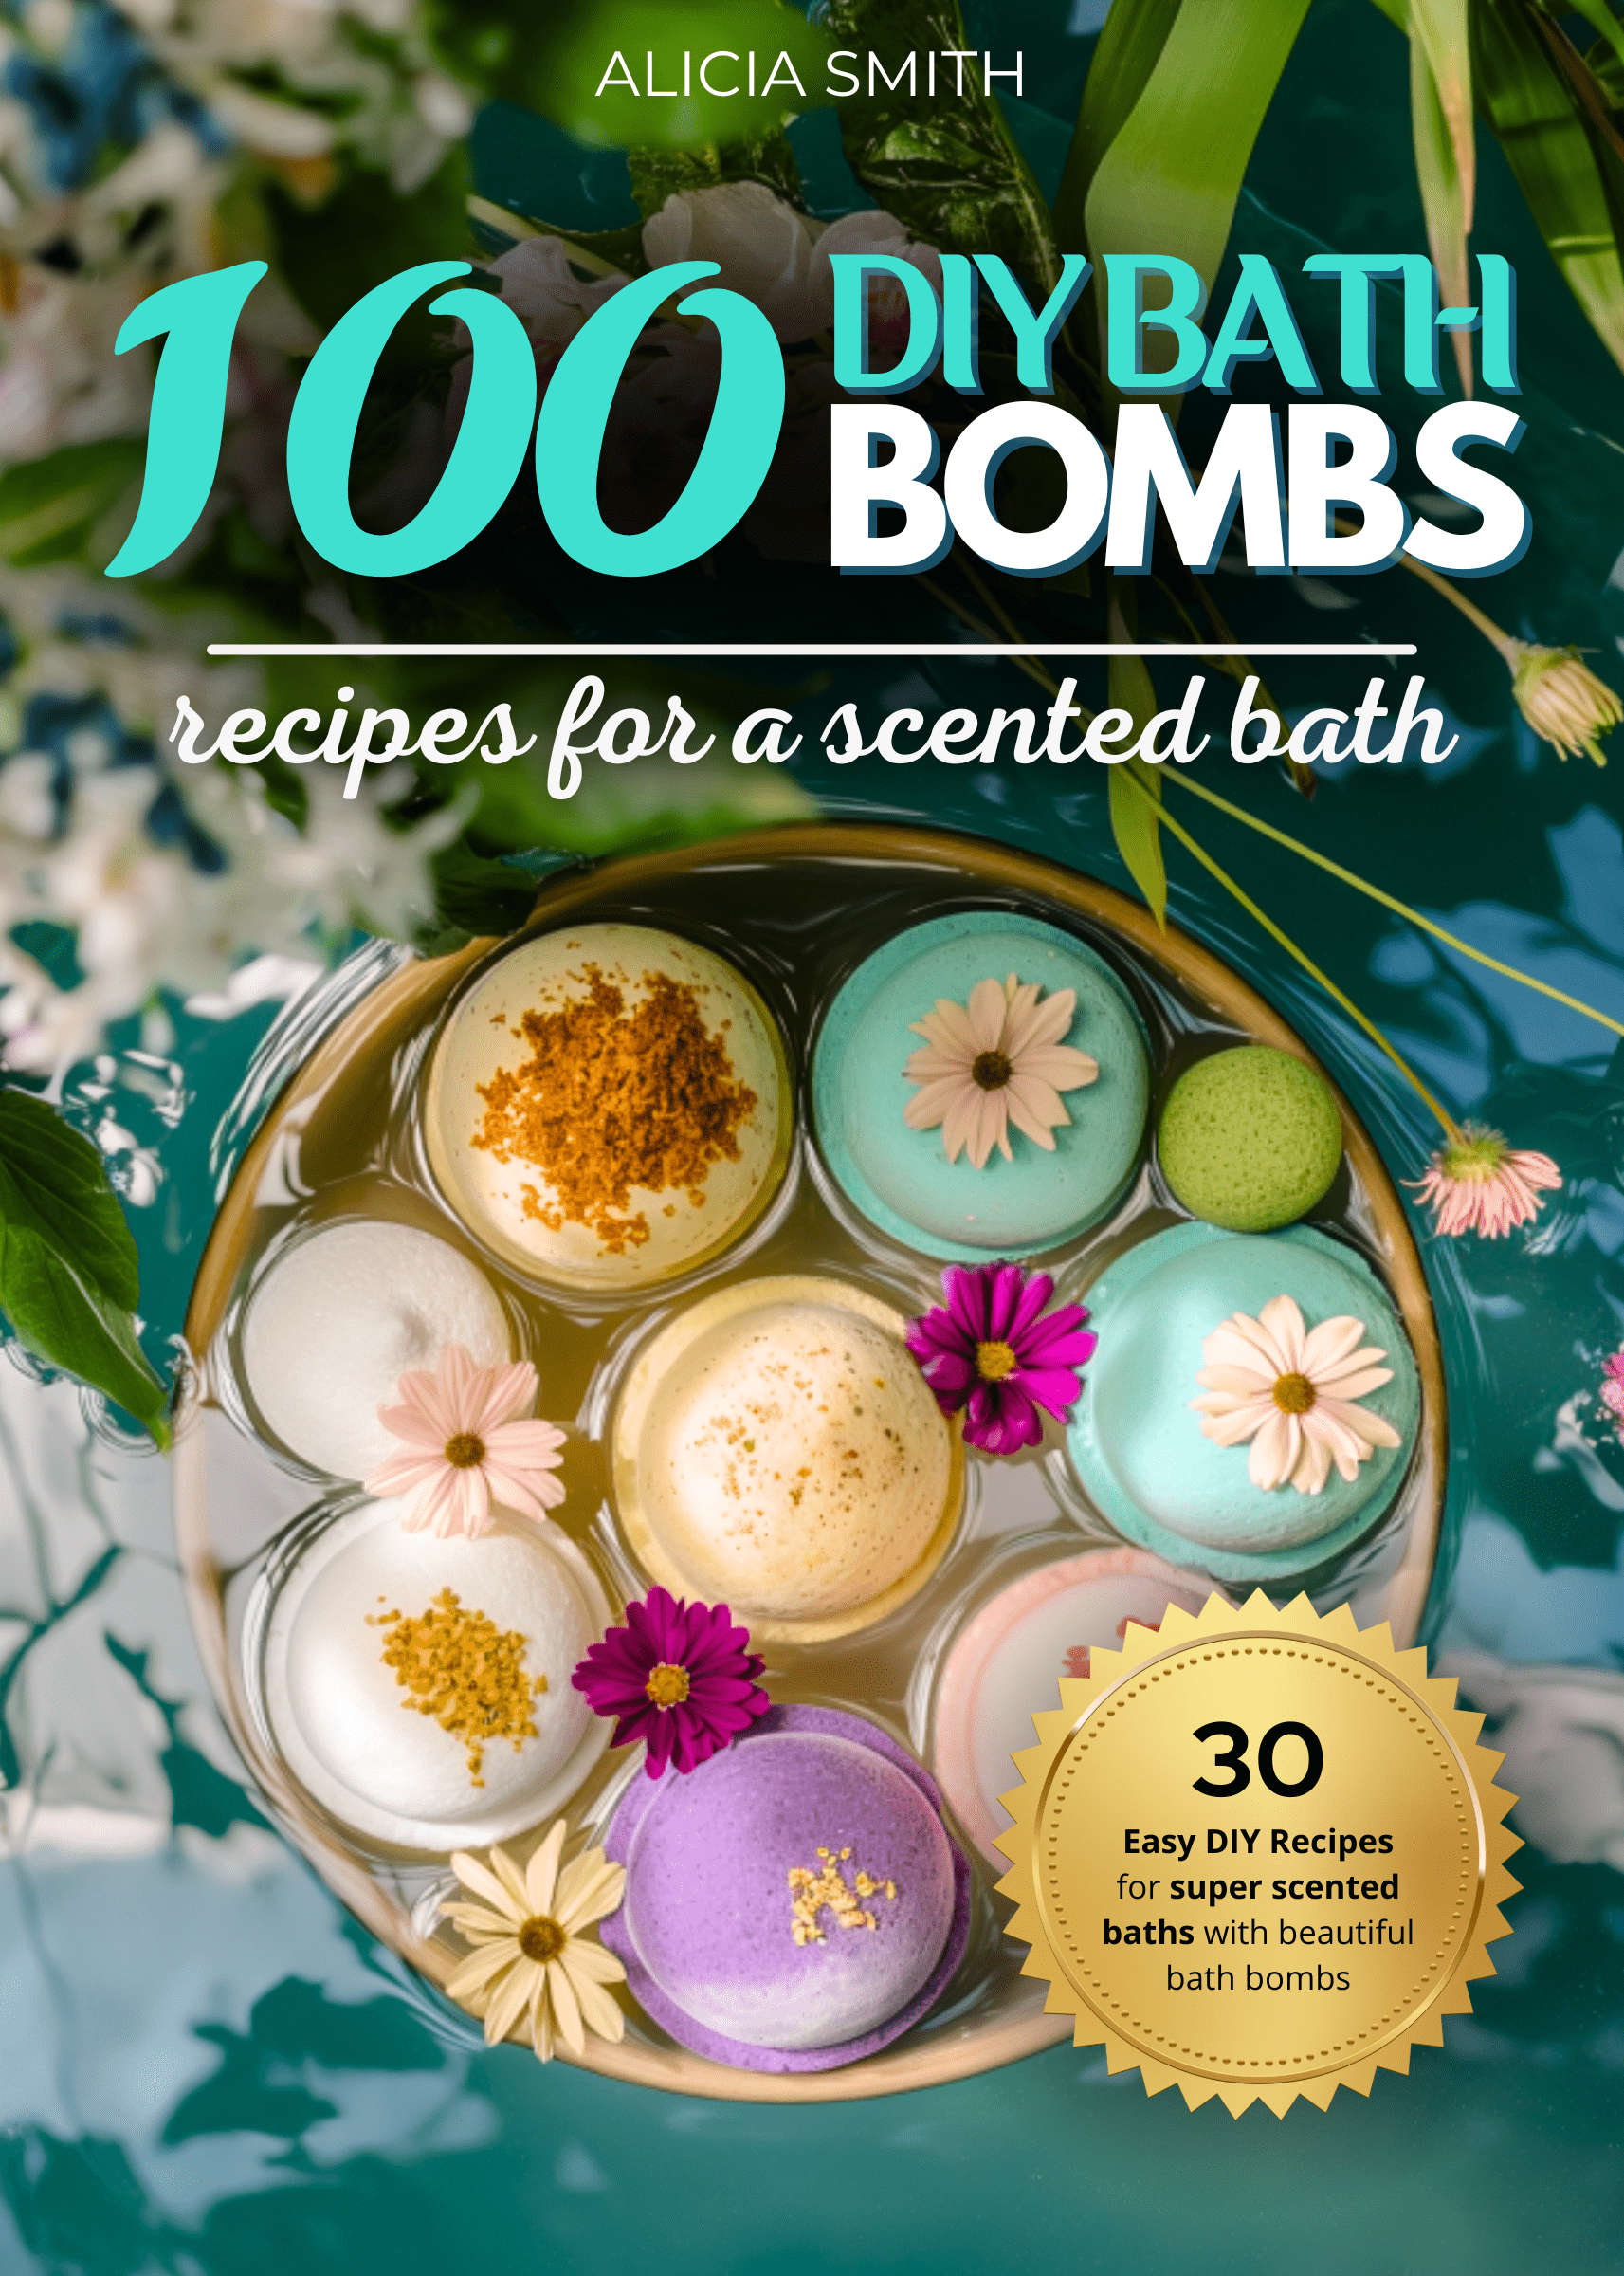 ALICIA SMITH
100 DIY BATH
BOMBS
recipes for a scented bath
30
Easy DIY Recipes
for super scented
baths with beautiful
bath bombs